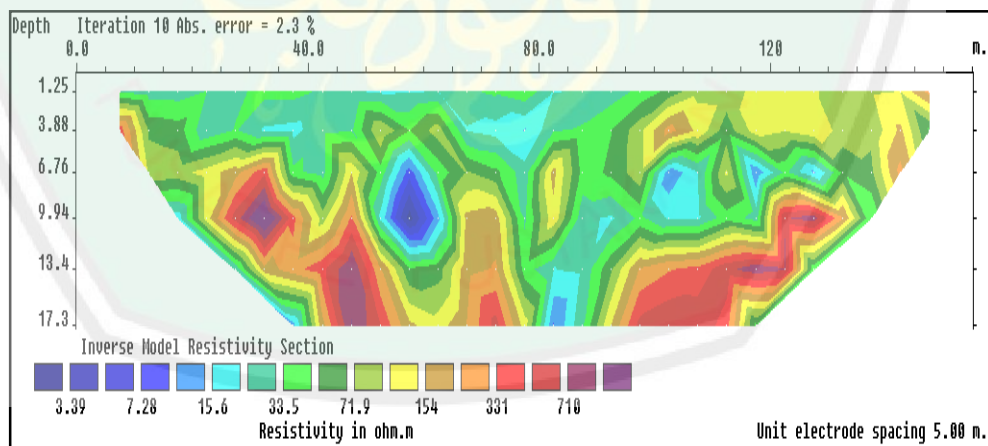 Depth Iteration 10 Abs. error = 2.3 %
0.0 40.0 80.0 120 m.
1.25
3.88
6.76
9.94
13.4
17.3
Inverse Model Resistivity Section
3.39 7.28 15.6 33.5 71.9 154 331 710
Resistivity in ohm.m
Unit electrode spacing 5.00 m.